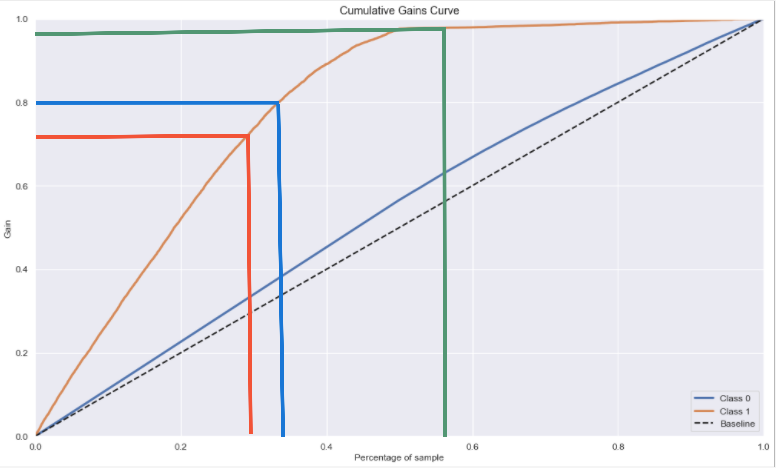 Cumulative Gains Curve
1.0
0.8
0.6
0.4
0.2
0.0
Gain
0.0 0.2 0.4 0.6 0.8 1.0
Percentage of sample
Class 0
Class 1
Baseline